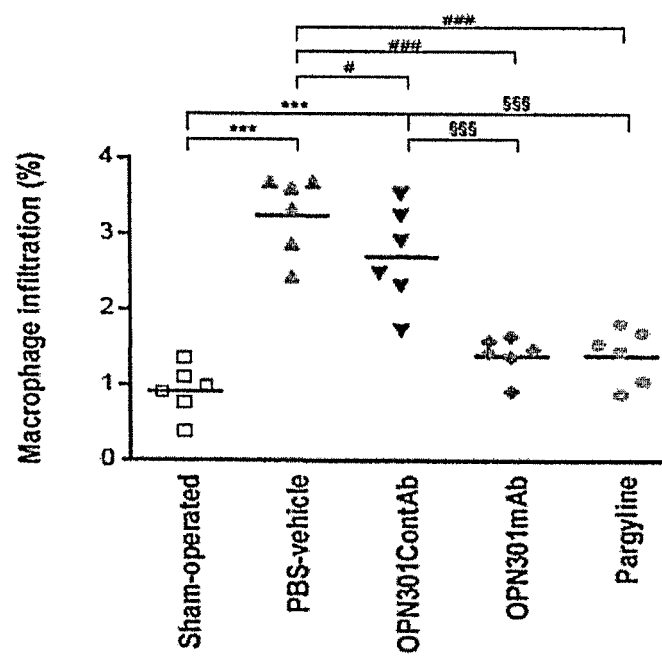 ###
###
#
*** §§§
*** §§§
Macrophage infiltration (%)
4
3
2
1
0
Sham-operated
PBS-vehicle
OPN301ContAb
OPN301mAb
Pargyline